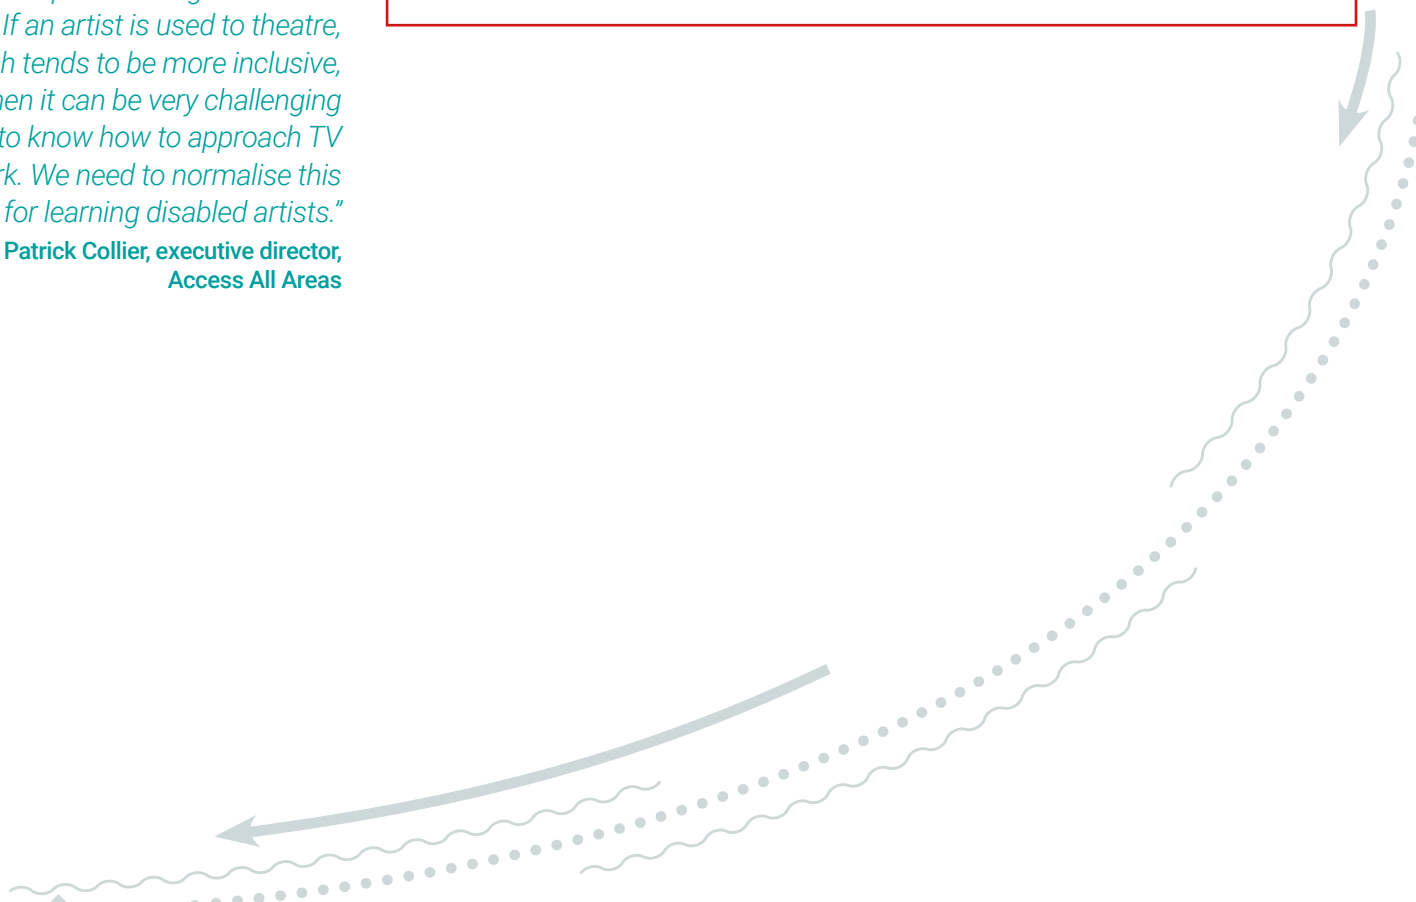 If an artist is used to theatre,
h tends to be more inclusive,
en it can be very challenging
to know how to approach TV
k. We need to normalise this
for learning disabled artists.”
Patrick Collier, executive director,
Access All Areas